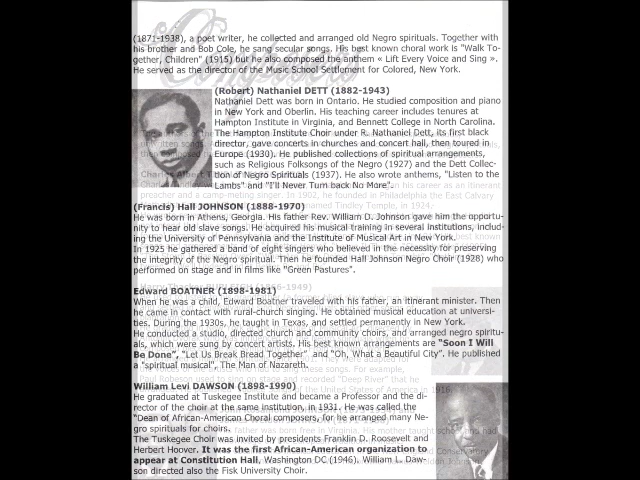 Composers
(1871-1938), a poet writer, he collected and arranged old Negro spirituals. Together with
his brother and Bob Cole, he sang secular songs. His best known choral work is "Walk To-
gether, Children" (1915) but he also composed the anthem « Lift Every Voice and Sing ».
He served as the director of the Music School Settlement for Colored, New York.
(Robert) Nathaniel DETT (1882-1943)
Nathaniel Dett was born in Ontario. He studied composition and piano
in New York and Oberlin. His teaching career includes tenures at
Hampton Institute in Virginia, and Bennett College in North Carolina.
The Hampton Institute Choir under R. Nathaniel Dett, its first black
director, gave concerts in churches and concert hall, then toured in
Europe (1930). He published collections of spiritual arrangements,
such as Religious Folksongs of the Negro (1927) and the Dett Collec-
tion of Negro Spirituals (1937). He also wrote anthems, "Listen to the
Lambs" and "I'll Never Turn back No More".
(Francis) Hall JOHNSON (1888-1970)
He was born in Athens, Georgia. His father Rev. William D. Johnson gave him the opportu-
nity to hear old slave songs. He acquired his musical training in several institutions, includ-
ing the University of Pennsylvania and the Institute of Musical Art in New York.
In 1925 he gathered a band of eight singers who believed in the necessity for preserving
the integrity of the Negro spiritual. Then he founded Hall Johnson Negro Choir (1928) who
performed on stage and in films like "Green Pastures".
Edward BOATNER (1898-1981)
When he was a child, Edward Boatner traveled with his father, an itinerant minister. Then
he came in contact with rural-church singing. He obtained musical education at universi-
ties. During the 1930s, he taught in Texas, and settled permanently in New York.
He conducted a studio, directed church and community choirs, and arranged negro spiritu-
als, which were sung by concert artists. His best known arrangements are "Soon I Will
Be Done", "Let Us Break Bread Together" and "Oh, What a Beautiful City". He published
a "spiritual musical", The Man of Nazareth.
William Levi DAWSON (1898-1990)
He graduated at Tuskegee Institute and became a Professor and the di-
rector of the choir at the same institution, in 1931. He was called the
"Dean of African-American Choral composers, for he arranged many Ne-
gro spirituals for choirs.
The Tuskegee Choir was invited by presidents Franklin D. Roosevelt and
Herbert Hoover. It was the first African-American organization to
appear at Constitution Hall, Washington DC (1946). William L. Daw-
son directed also the Fisk University Choir.